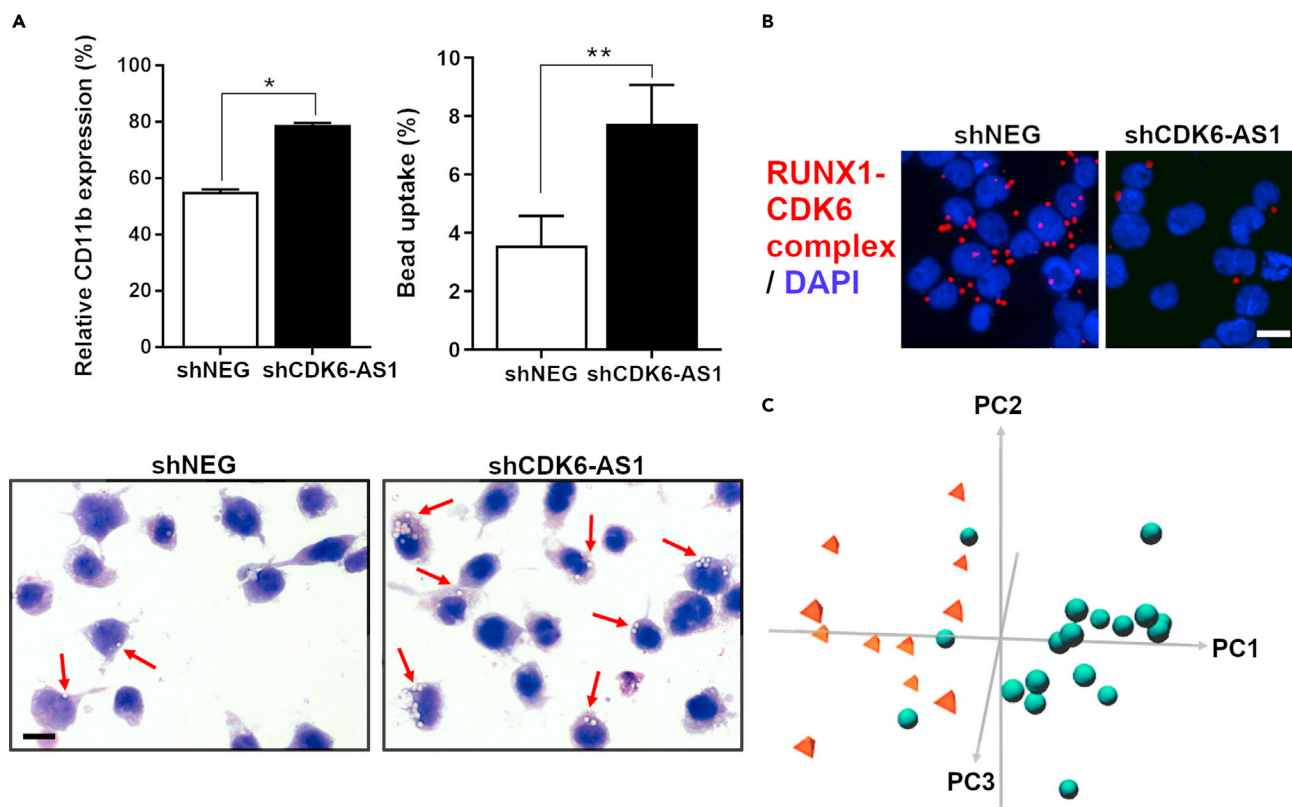 A
Relative CD11b expression (%)
100
80
60
40
20
0
*
shNEG
shCDK6-AS1
Bead uptake (%)
10
8
6
4
2
0
**
shNEG
shCDK6-AS1
shNEG
shCDK6-AS1
B
shNEG
shCDK6-AS1
RUNX1-
CDK6
complex
/ DAPI
C
PC2
PC1
PC3